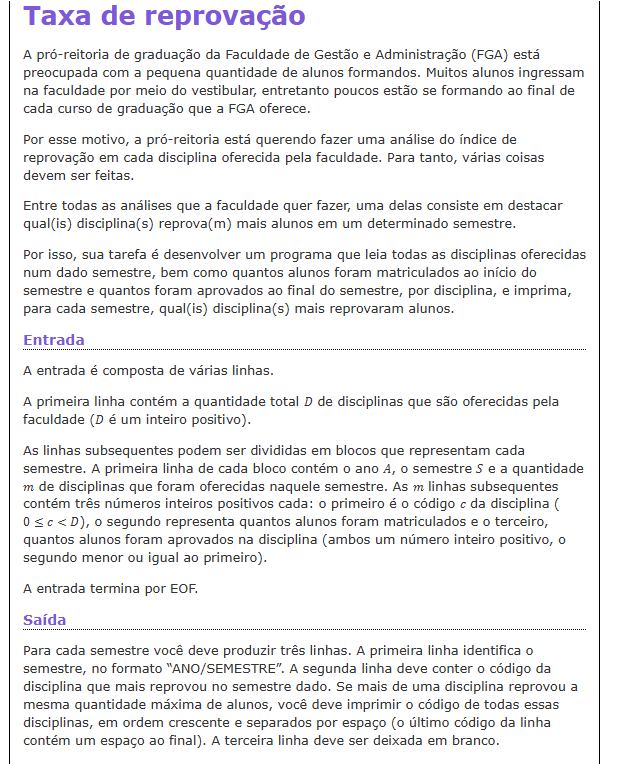 Taxa de reprovação
A pró-reitoria de graduação da Faculdade de Gestão e Administração (FGA) está
preocupada com a pequena quantidade de alunos formandos. Muitos alunos ingressam
na faculdade por meio do vestibular, entretanto poucos estão se formando ao final de
cada curso de graduação que a FGA oferece.
Por esse motivo, a pró-reitoria está querendo fazer uma análise do índice de
reprovação em cada disciplina oferecida pela faculdade. Para tanto, várias coisas
devem ser feitas.
Entre todas as análises que a faculdade quer fazer, uma delas consiste em destacar
qual(is) disciplina(s) reprova(m) mais alunos em um determinado semestre.
Por isso, sua tarefa é desenvolver um programa que leia todas as disciplinas oferecidas
num dado semestre, bem como quantos alunos foram matriculados ao início do
semestre e quantos foram aprovados ao final do semestre, por disciplina, e imprima,
para cada semestre, qual(is) disciplina(s) mais reprovaram alunos.
Entrada
A entrada é composta de várias linhas.
A primeira linha contém a quantidade total D de disciplinas que são oferecidas pela
faculdade (D é um inteiro positivo).
As linhas subsequentes podem ser divididas em blocos que representam cada
semestre. A primeira linha de cada bloco contém o ano A, o semestre S e a quantidade
m de disciplinas que foram oferecidas naquele semestre. As m linhas subsequentes
contém três números inteiros positivos cada: o primeiro é o código c da disciplina (
0 ≤ c < D), o segundo representa quantos alunos foram matriculados e o terceiro,
quantos alunos foram aprovados na disciplina (ambos um número inteiro positivo, o
segundo menor ou igual ao primeiro).
A entrada termina por EOF.
Saída
Para cada semestre você deve produzir três linhas. A primeira linha identifica o
semestre, no formato “ANO/SEMESTRE”. A segunda linha deve conter o código da
disciplina que mais reprovou no semestre dado. Se mais de uma disciplina reprovou a
mesma quantidade máxima de alunos, você deve imprimir o código de todas essas
disciplinas, em ordem crescente e separados por espaço (o último código da linha
contém um espaço ao final). A terceira linha deve ser deixada em branco.